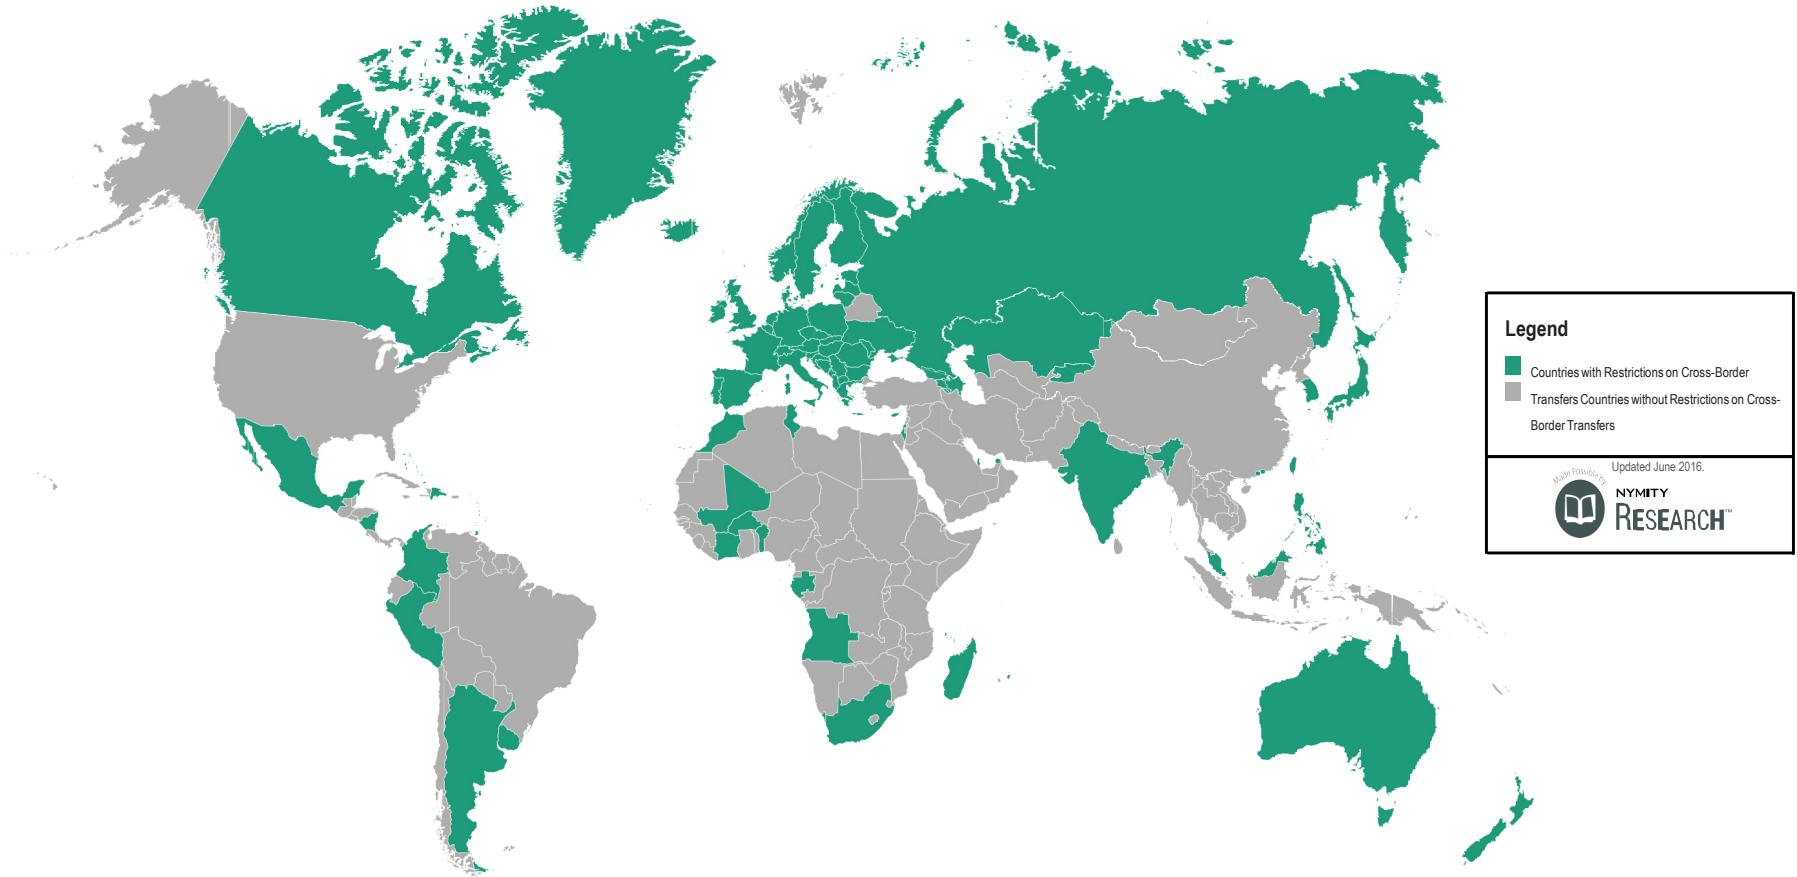 Legend
Countries with Restrictions on Cross-Border
Transfers Countries without Restrictions on Cross-
Border Transfers
Updated June 2016.
Made Possible by
NYMITY
RESEARCH™